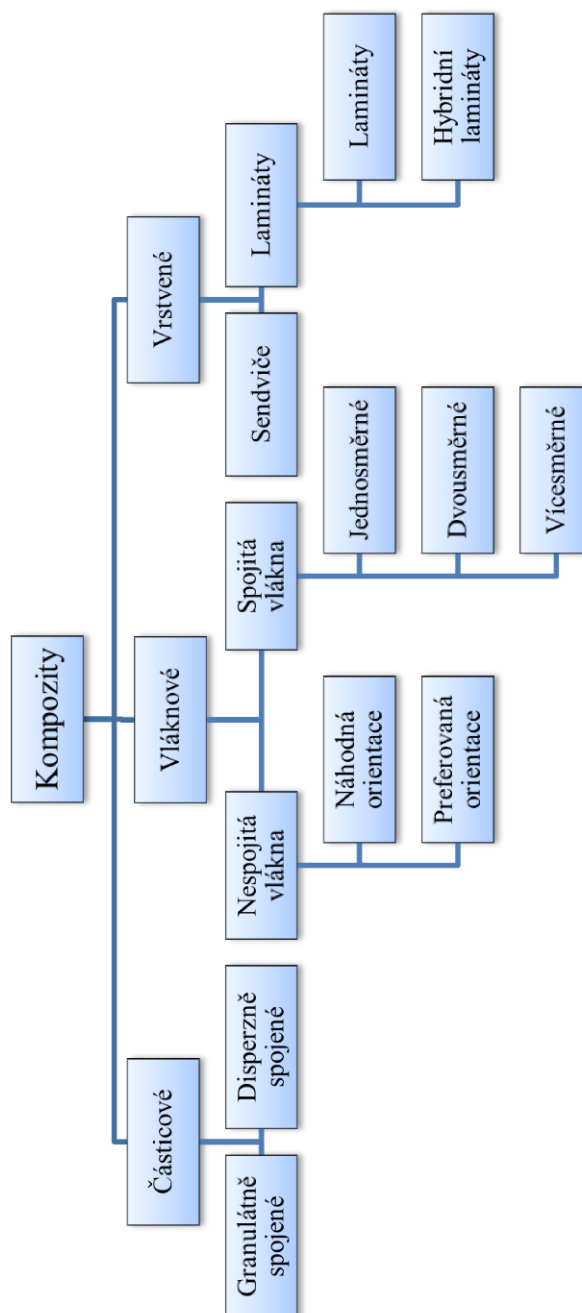 Kompozity
Částicové
Vláknové
Vrstvené
Granulátně
spojené
Disperzně
spojené
Nespojitá
vlákna
Spojitá
vlákna
Sendviče
Lamináty
Náhodná
orientace
Jednosměrné
Lamináty
Preferovaná
orientace
Dvousměrné
Hybridní
lamináty
Vícesměrné